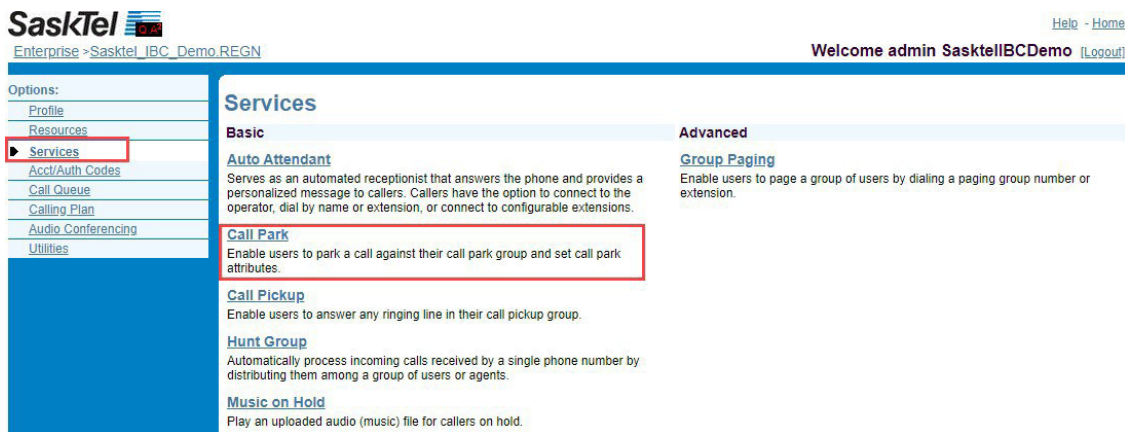 SaskTel QA²
Help - Home
Enterprise >Sasktel_IBC_Demo.REGN
Welcome admin SasktelIBCDemo [Logout]
Options:
Profile
Resources
Services
Acct/Auth Codes
Call Queue
Calling Plan
Audio Conferencing
Utilities
Services
Basic
Auto Attendant
Serves as an automated receptionist that answers the phone and provides a
personalized message to callers. Callers have the option to connect to the
operator, dial by name or extension, or connect to configurable extensions.
Call Park
Enable users to park a call against their call park group and set call park
attributes.
Call Pickup
Enable users to answer any ringing line in their call pickup group.
Hunt Group
Automatically process incoming calls received by a single phone number by
distributing them among a group of users or agents.
Music on Hold
Play an uploaded audio (music) file for callers on hold.
Advanced
Group Paging
Enable users to page a group of users by dialing a paging group number or
extension.